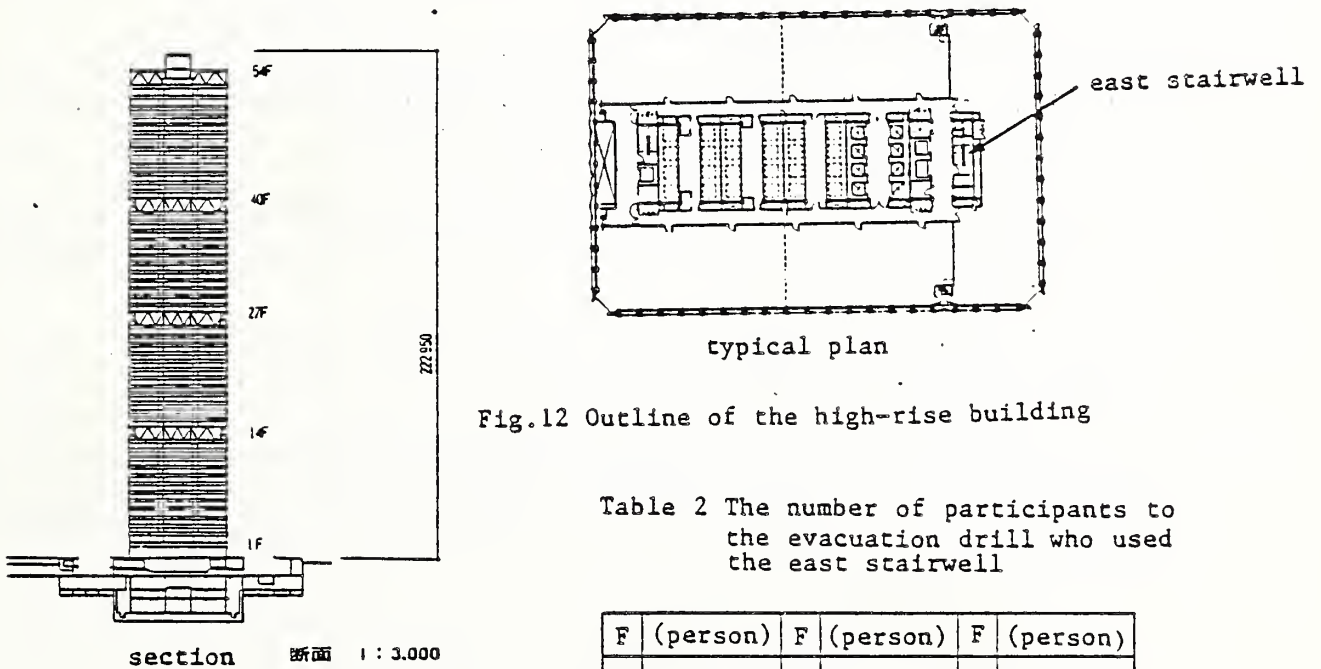 54F
40F
27F
14F
1F
222950
section 断面 1:3.000
east stairwell
typical plan
Fig.12 Outline of the high-rise building
Table 2 The number of participants to
the evacuation drill who used
the east stairwell
F (person) F (person) F (person)